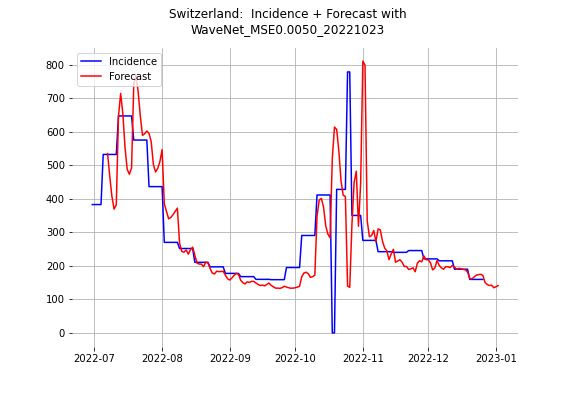 Switzerland:  Incidence + Forecast with
WaveNet_MSE0.0050_20221023
Incidence
Forecast
800
700
600
500
400
300
200
100
0
2022-07 2022-08 2022-09 2022-10 2022-11 2022-12 2023-01